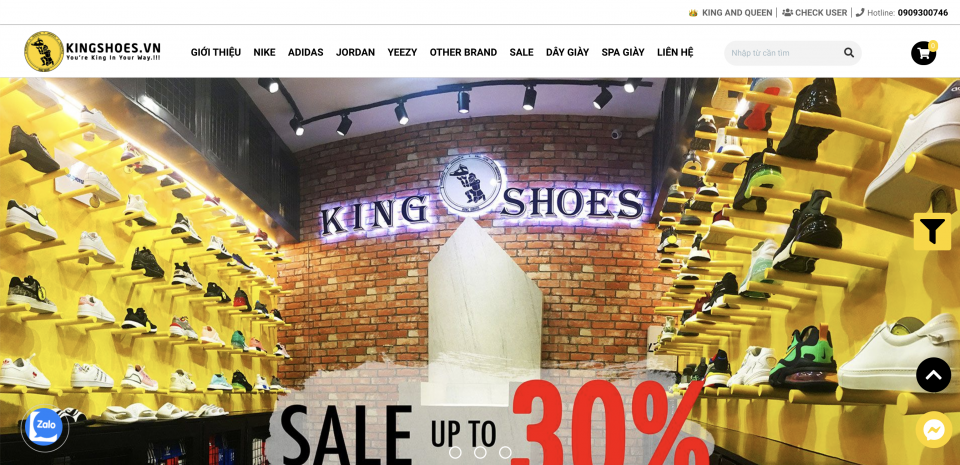 KING AND QUEEN
CHECK USER
Hotline: 0909300746
KINGSHOES.VN
You're King In Your Way.!!!
GIỚI THIỆU NIKE ADIDAS JORDAN YEEZY OTHER BRAND SALE DÂY GIÀY SPA GIÀY LIÊN HỆ
Nhập từ cần tìm
0
KING SHOES
SALE UP TO 30%
Zalo